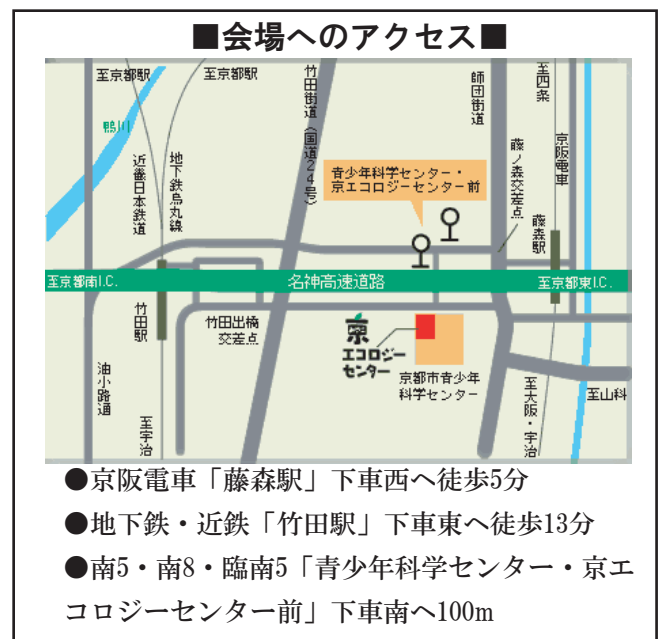 ■会場へのアクセス■
至京都駅
至京都駅
竹田街道（国道24号）
師団街道
至四条
鴨川
近畿日本鉄道
地下鉄烏丸線
青少年科学センター・
京エコロジーセンター前
藤ノ森交差点
藤森駅
京阪電車
至京都南I.C.
名神高速道路
至京都東I.C.
竹田駅
竹田出橋
交差点
京
エコロジー
センター
京都市青少年
科学センター
油小路通
至宇治
至大阪・宇治
至山科
●京阪電車「藤森駅」下車西へ徒歩5分
●地下鉄・近鉄「竹田駅」下車東へ徒歩13分
●南5・南8・臨南5「青少年科学センター・京エ
コロジーセンター前」下車南へ100m